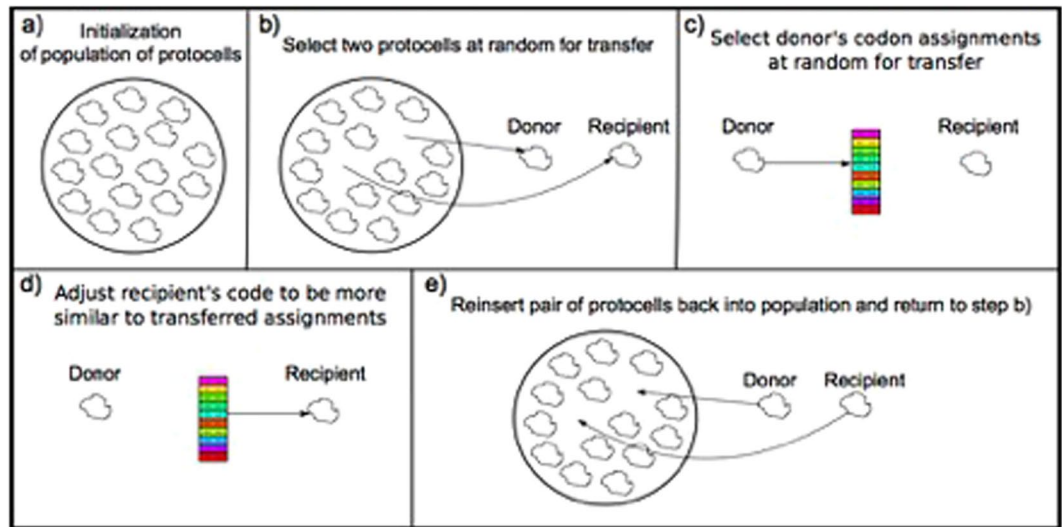 a) Initialization
of population of protocells
b) Select two protocells at random for transfer
Donor Recipient
c) Select donor's codon assignments
at random for transfer
Donor Recipient
d) Adjust recipient's code to be more
similar to transferred assignments
Donor Recipient
e) Reinsert pair of protocells back into population and return to step b)
Donor Recipient